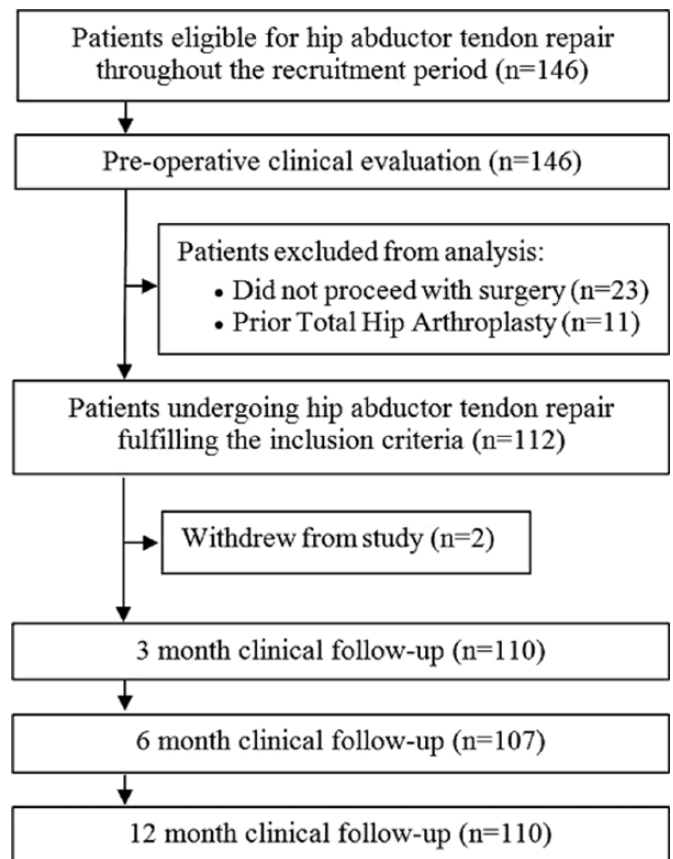 Patients eligible for hip abductor tendon repair
throughout the recruitment period (n=146)
Pre-operative clinical evaluation (n=146)
Patients excluded from analysis:
• Did not proceed with surgery (n=23)
• Prior Total Hip Arthroplasty (n=11)
Patients undergoing hip abductor tendon repair
fulfilling the inclusion criteria (n=112)
Withdrew from study (n=2)
3 month clinical follow-up (n=110)
6 month clinical follow-up (n=107)
12 month clinical follow-up (n=110)